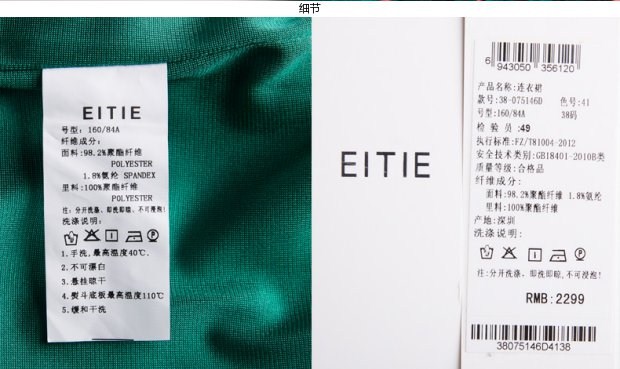 细节
EITIE
号型: 160/84A
纤维成分:
面料:98.2%聚酯纤维
POLYESTER
1.8%氨纶 SPANDEX
里料:100%聚酯纤维
POLYESTER
注: 分开洗涤、即洗即晾、不可浸泡!
洗涤说明:
1.手洗,最高温度40℃、
2.不可漂白
3.悬挂晾干
4.熨斗底板最高温度110℃
5.缓和干洗
EITIE
6 943050 356120
产品名称:连衣裙
款号:38-075146D 色号:41
号型:160/84A 38码
检 验 员 :49
执行标准:FZ/T81004-2012
安全技术类别:GB18401-2010B类
质量等级:合格品
纤维成分:
面料:98.2%聚酯纤维 1.8%氨纶
里料:100%聚酯纤维
产地:深圳
洗涤说明:
注:分开洗涤、即洗即晾,不可浸泡!
RMB:2299
38075146D4138